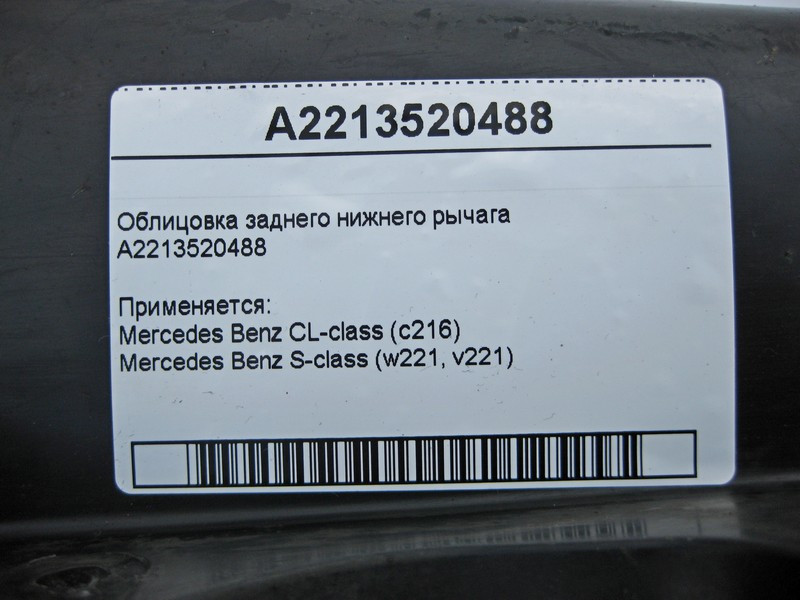 A2213520488
Облицовка заднего нижнего рычага
A2213520488
Применяется:
Mercedes Benz CL-class (c216)
Mercedes Benz S-class (w221, v221)